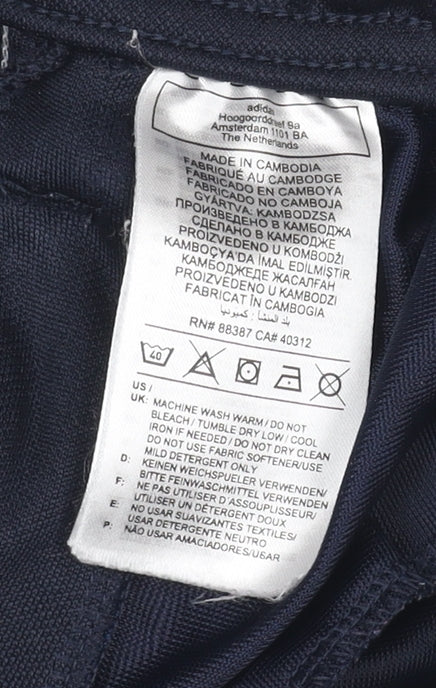 adidas
Hoogoorddreef 9a
Amsterdam 1101 BA
The Netherlands
MADE IN CAMBODIA
FABRIQUÉ AU CAMBODGE
FABRICADO EN CAMBOYA
FABRICADO NO CAMBOJA
GYÁRTVA: KAMBODZSA
ПРОИЗВЕДЕНО В КАМБОДЖА
СДЕЛАНО В КАМБОДЖЕ
PROIZVEDENO U KOMBODŽI
KAMBOÇYA'DA İMAL EDİLMİŞTİR.
КАМБОДЖЕДЕ ЖАСАЛҒАН
PROIZVEDENO U KAMBODZI
FABRICAT ÎN CAMBOGIA
بلد المنشأ: كمبوديا
RN# 88387 CA# 40312
40
US /
UK: MACHINE WASH WARM / DO NOT
BLEACH / TUMBLE DRY LOW / COOL
IRON IF NEEDED / DO NOT DRY CLEAN
DO NOT USE FABRIC SOFTENER/USE
MILD DETERGENT ONLY
D: KEINEN WEICHSPUELER VERWENDEN/
BITTE FEINWASCHMITTEL VERWENDEN
F: NE PAS UTILISER D'ASSOUPLISSEUR/
UTILISER UN DÉTERGENT DOUX
E: NO USAR SUAVIZANTES TEXTILES/
USAR DETERGENTE NEUTRO
P: NÃO USAR AMACIADORES/USAR